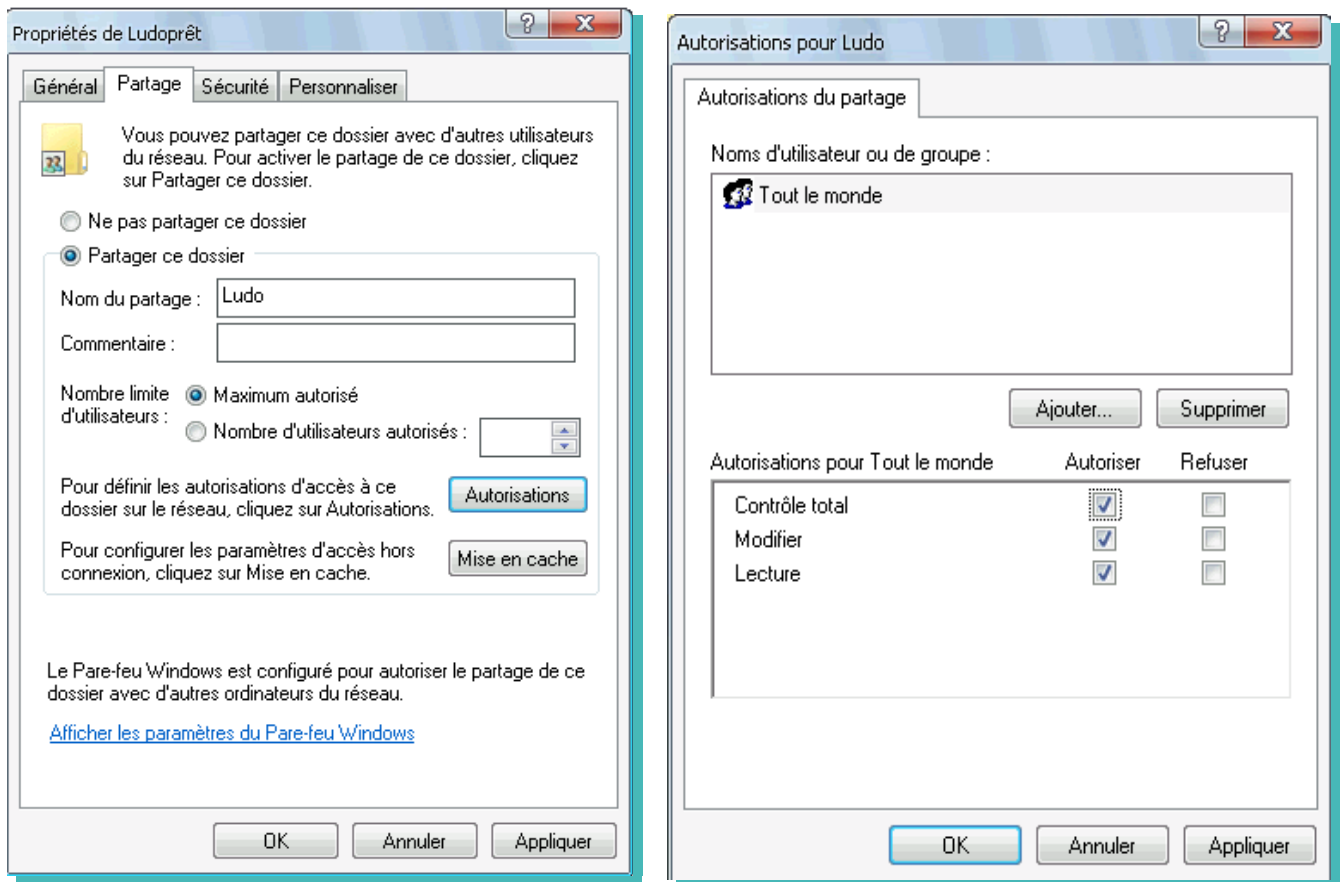 Propriétés de Ludoprêt
Général Partage Sécurité Personnaliser
Vous pouvez partager ce dossier avec d'autres utilisateurs
du réseau. Pour activer le partage de ce dossier, cliquez
sur Partager ce dossier.
Ne pas partager ce dossier
Partager ce dossier
Nom du partage : Ludo
Commentaire :
Nombre limite
d'utilisateurs :
Maximum autorisé
Nombre d'utilisateurs autorisés :
Pour définir les autorisations d'accès à ce
dossier sur le réseau, cliquez sur Autorisations.
Autorisations
Pour configurer les paramètres d'accès hors
connexion, cliquez sur Mise en cache.
Mise en cache
Le Pare-feu Windows est configuré pour autoriser le partage de ce
dossier avec d'autres ordinateurs du réseau.
Afficher les paramètres du Pare-feu Windows
OK Annuler Appliquer
Autorisations pour Ludo
Autorisations du partage
Noms d'utilisateur ou de groupe :
Tout le monde
Ajouter... Supprimer
Autorisations pour Tout le monde Autoriser Refuser
Contrôle total
Modifier
Lecture
OK Annuler Appliquer